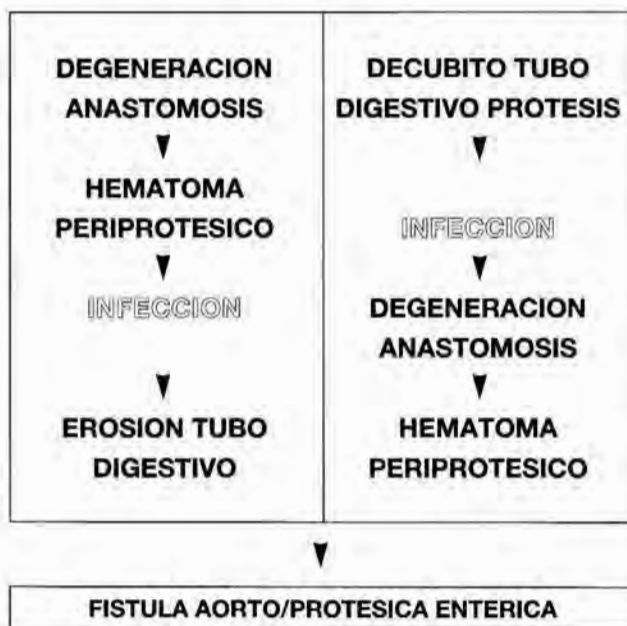 DEGENERACION
ANASTOMOSIS
HEMATOMA
PERIPROTESICO
INFECCION
EROSION TUBO
DIGESTIVO
DECUBITO TUBO
DIGESTIVO PROTESIS
INFECCION
DEGENERACION
ANASTOMOSIS
HEMATOMA
PERIPROTESICO
FISTULA AORTO/PROTESICA ENTERICA